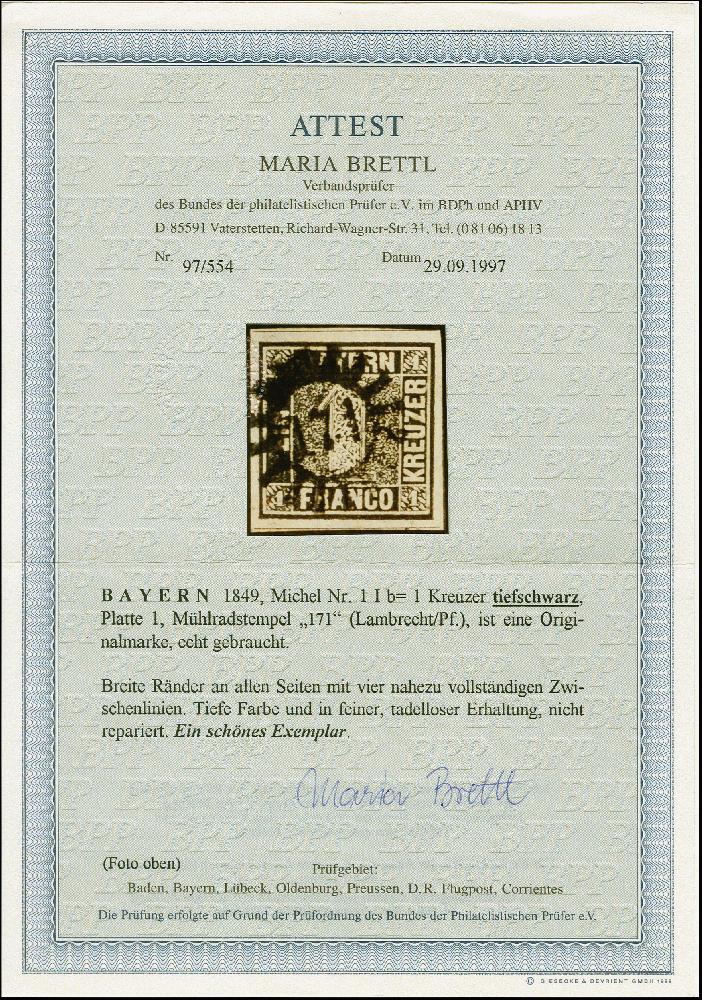 ATTEST
MARIA BRETTL
Verbandsprüfer
des Bundes der philatelistischen Prüfer e.V. im BDPh und APHV
D-85591 Vaterstetten, Richard-Wagner-Str. 31, Tel. (0 81 06) 18 13
Nr. 97/554 Datum 29.09.1997
BAYERN
KREUZER
1 FRANCO 1
BAYERN 1849, Michel Nr. 1 I b= 1 Kreuzer tiefschwarz,
Platte 1, Mühlradstempel „171“ (Lambrecht/Pf.), ist eine Origi-
nalmarke, echt gebraucht.
Breite Ränder an allen Seiten mit vier nahezu vollständigen Zwi-
schenlinien. Tiefe Farbe und in feiner, tadelloser Erhaltung, nicht
repariert. Ein schönes Exemplar.
Maria Brettl
(Foto oben)
Prüfgebiet:
Baden, Bayern, Lübeck, Oldenburg, Preussen, D.R. Flugpost, Corrientes
Die Prüfung erfolgte auf Grund der Prüfordnung des Bundes der Philatelistischen Prüfer e.V.
© GIESECKE & DEVRIENT GMBH